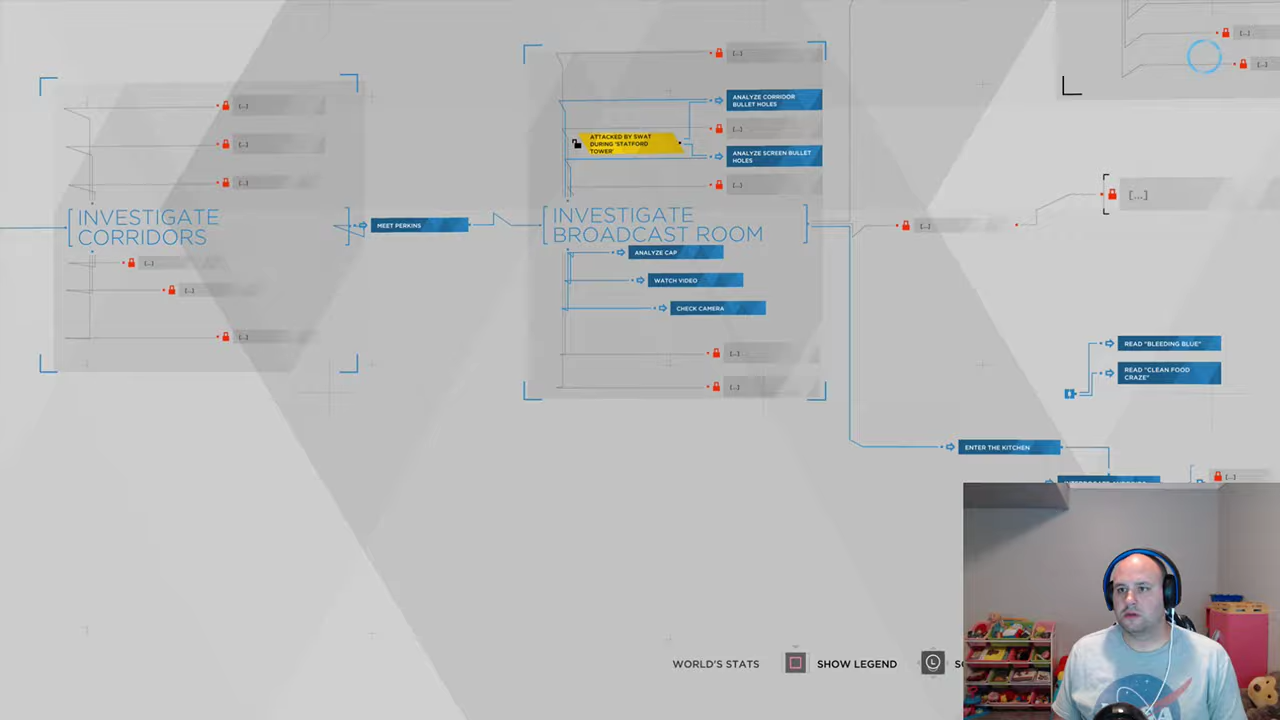 [...]
[...]
[...]
INVESTIGATE
CORRIDORS
[...]
[...]
[...]
MEET PERKINS
[...]
ANALYZE CORRIDOR
BULLET HOLES
[...]
ATTACKED BY SWAT
DURING 'STATFORD
TOWER'
ANALYZE SCREEN BULLET
HOLES
[...]
INVESTIGATE
BROADCAST ROOM
ANALYZE CAP
WATCH VIDEO
CHECK CAMERA
[...]
[...]
[...]
[...]
[...]
[...]
READ "BLEEDING BLUE"
READ "CLEAN FOOD
CRAZE"
ENTER THE KITCHEN
[...]
WORLD'S STATS
SHOW LEGEND
L
NASA